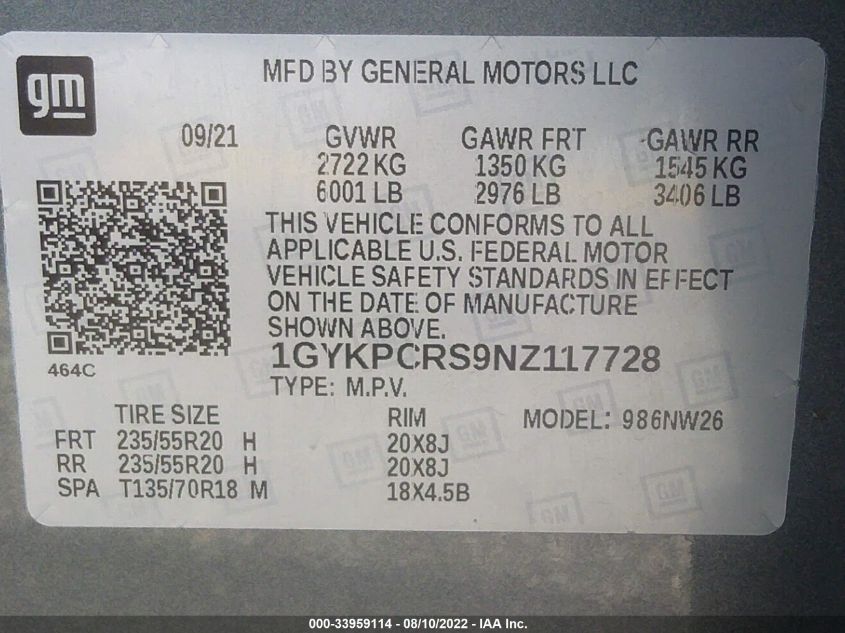 gm
MFD BY GENERAL MOTORS LLC
09/21 GVWR GAWR FRT GAWR RR
2722 KG 1350 KG 1545 KG
6001 LB 2976 LB 3406 LB
THIS VEHICLE CONFORMS TO ALL
APPLICABLE U.S. FEDERAL MOTOR
VEHICLE SAFETY STANDARDS IN EFFECT
ON THE DATE OF MANUFACTURE
SHOWN ABOVE.
1GYKPCRS9NZ117728
464C
TYPE: M.P.V.
TIRE SIZE RIM MODEL: 986NW26
FRT 235/55R20 H 20X8J
RR 235/55R20 H 20X8J
SPA T135/70R18 M 18X4.5B
000-33959114 - 08/10/2022 - IAA Inc.